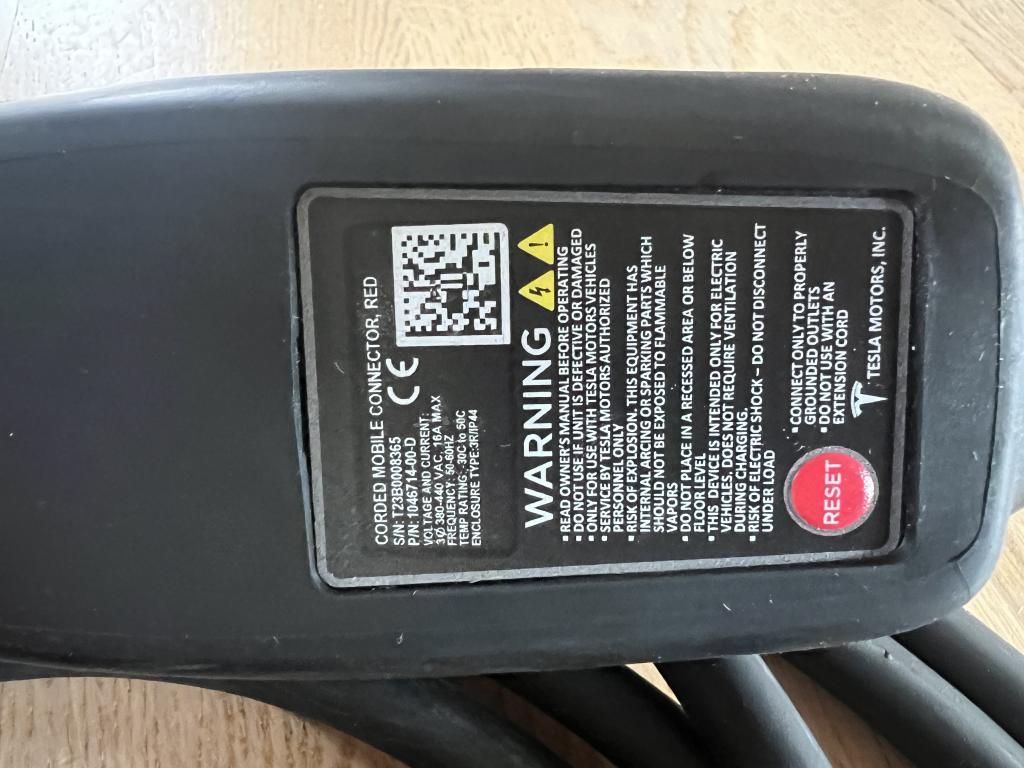 CORDED MOBILE CONNECTOR, RED
S/N: T23B0008365
P/N: 1046714-00-D
VOLTAGE AND CURRENT:
3Ø 380-440 VAC, 16A MAX
FREQUENCY: 50-60HZ
TEMP RATING: -30C to 50C
ENCLOSURE TYPE:3R/IP44
CE
WARNING
▪ READ OWNER'S MANUAL BEFORE OPERATING
▪ DO NOT USE IF UNIT IS DEFECTIVE OR DAMAGED
▪ ONLY FOR USE WITH TESLA MOTORS VEHICLES
▪ SERVICE BY TESLA MOTORS AUTHORIZED
PERSONNEL ONLY
▪ RISK OF EXPLOSION. THIS EQUIPMENT HAS
INTERNAL ARCING OR SPARKING PARTS WHICH
SHOULD NOT BE EXPOSED TO FLAMMABLE
VAPORS
▪ DO NOT PLACE IN A RECESSED AREA OR BELOW
FLOOR LEVEL
▪ THIS DEVICE IS INTENDED ONLY FOR ELECTRIC
VEHICLES, DOES NOT REQUIRE VENTILATION
DURING CHARGING.
▪ RISK OF ELECTRIC SHOCK – DO NOT DISCONNECT
UNDER LOAD
RESET
▪ CONNECT ONLY TO PROPERLY
GROUNDED OUTLETS
▪ DO NOT USE WITH AN
EXTENSION CORD
TESLA MOTORS, INC.